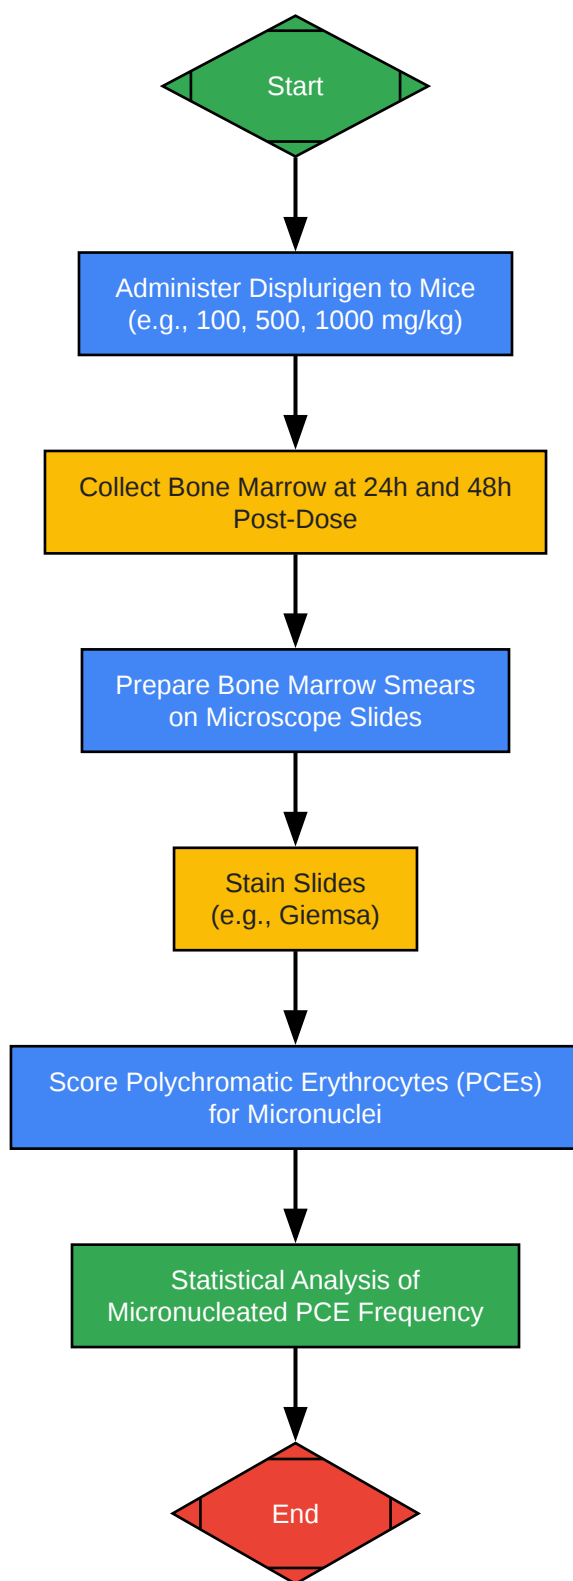 Start
Administer Displurigen to Mice
(e.g., 100, 500, 1000 mg/kg)
Collect Bone Marrow at 24h and 48h
Post-Dose
Prepare Bone Marrow Smears
on Microscope Slides
Stain Slides
(e.g., Giemsa)
Score Polychromatic Erythrocytes (PCEs)
for Micronuclei
Statistical Analysis of
Micronucleated PCE Frequency
End